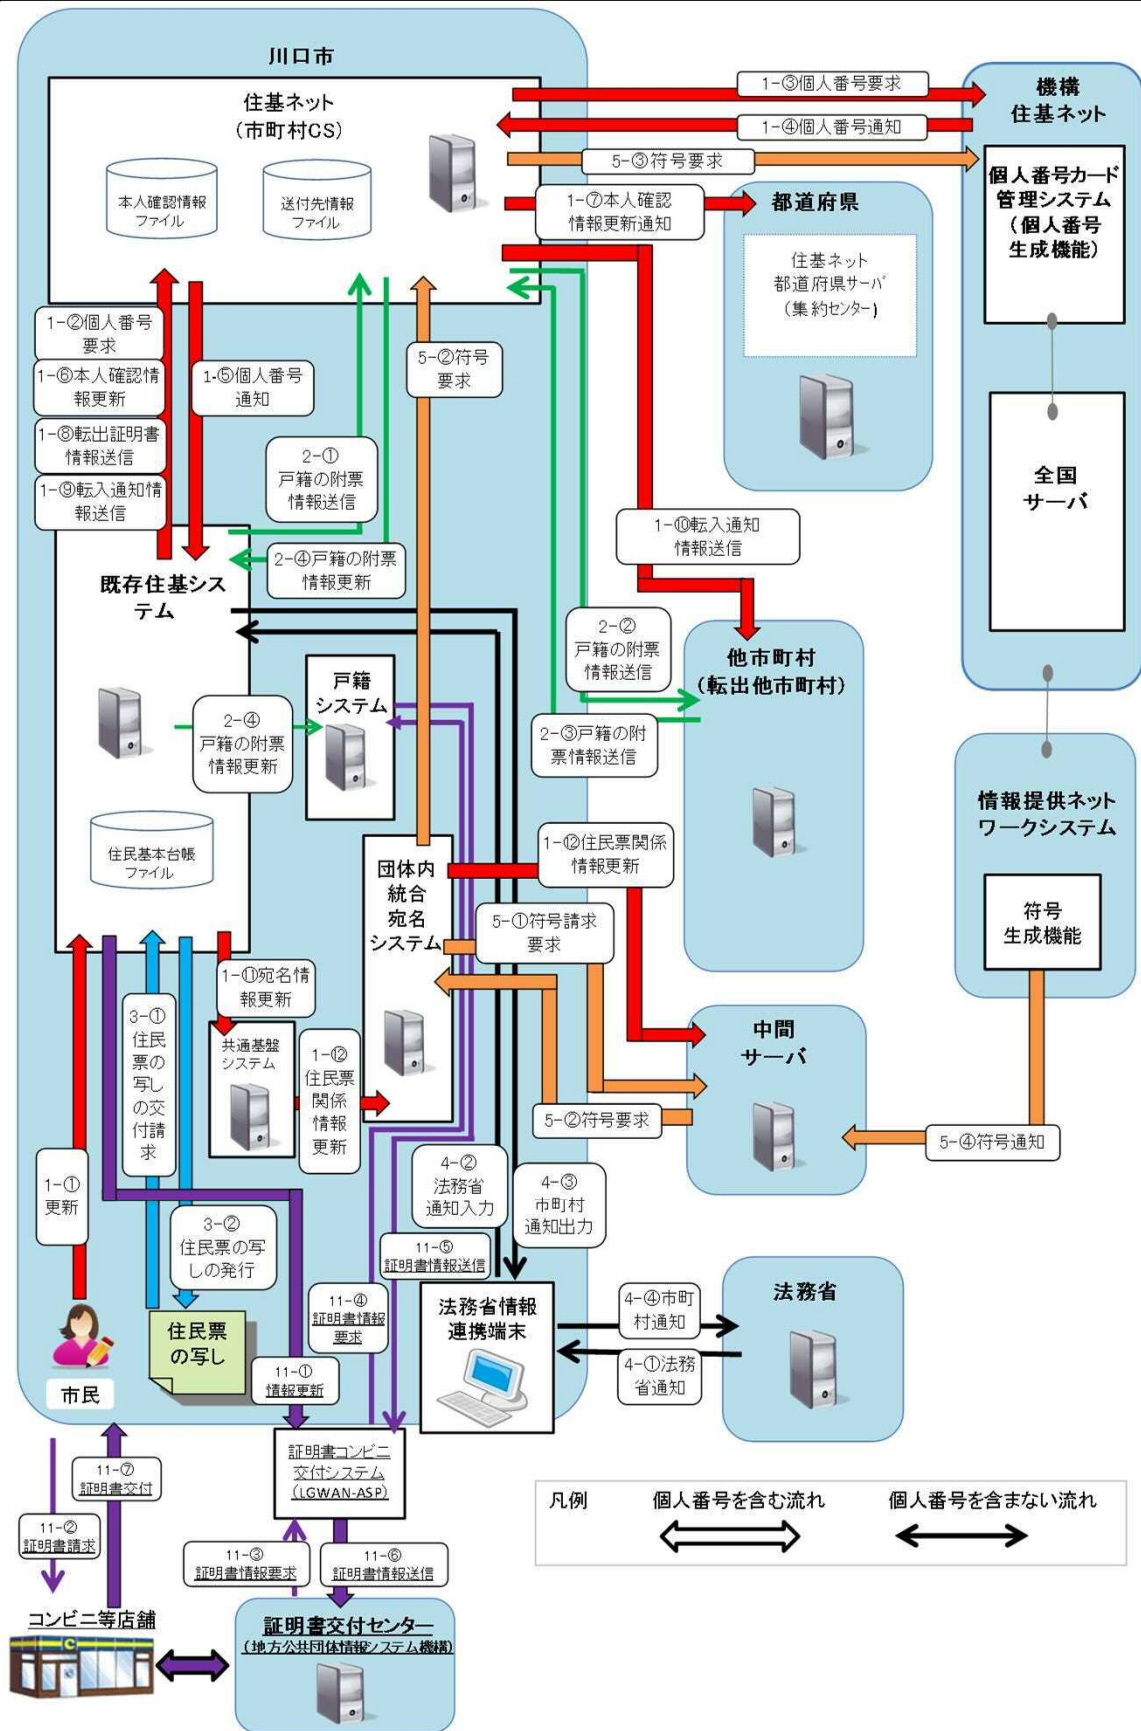 川口市
住基ネット
(市町村CS)
本人確認情報
ファイル
送付先情報
ファイル
1-③個人番号要求
1-④個人番号通知
5-③符号要求
1-⑦本人確認
情報更新通知
機構
住基ネット
個人番号カード
管理システム
(個人番号
生成機能)
都道府県
住基ネット
都道府県サーバ
(集約センター)
全国
サーバ
1-②個人番号
要求
1-⑥本人確認情
報更新
1-⑧転出証明書
情報送信
1-⑨転入通知情
報送信
1-⑤個人番号
通知
5-②符号
要求
2-①
戸籍の附票
情報送信
2-④戸籍の附票
情報更新
1-⑩転入通知
情報送信
既存住基シス
テム
2-②
戸籍の附票
情報送信
他市町村
(転出他市町村)
戸籍
システム
2-④
戸籍の附票
情報更新
2-③戸籍の附
票情報送信
住民基本台帳
ファイル
情報提供ネット
ワークシステム
符号
生成機能
1-⑫住民票関係
情報更新
団体内
統合
宛名
システム
5-①符号請求
要求
1-⑪宛名情
報更新
3-①
住民
票の
写し
の交
付請
求
共通基盤
システム
1-⑫
住民票
関係
情報
更新
中間
サーバ
5-②符号要求
5-④符号通知
1-①
更新
3-②
住民票の写
しの発行
4-②
法務省
通知入力
4-③
市町村
通知出力
11-⑤
証明書情報送信
11-④
証明書情報
要求
法務省情報
連携端末
4-④市町
村通知
4-①法務
省通知
法務省
住民票
の写し
市民
11-①
情報更新
証明書コンビニ
交付システム
(LGWAN-ASP)
11-⑦
証明書交付
11-②
証明書請求
11-③
証明書情報要求
11-⑥
証明書情報送信
凡例
個人番号を含む流れ
個人番号を含まない流れ
コンビニ等店舗
証明書交付センター
(地方公共団体情報システム機構)